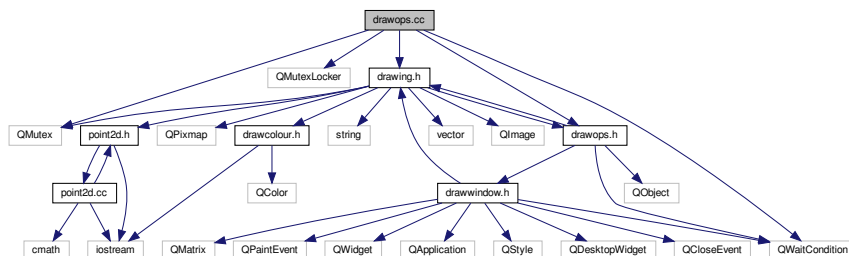 drawops.cc
QMutexLocker
drawing.h
QMutex
point2d.h
QPixmap
drawcolour.h
string
vector
QImage
drawops.h
point2d.cc
QColor
drawwindow.h
QObject
cmath
iostream
QMatrix
QPaintEvent
QWidget
QApplication
QStyle
QDesktopWidget
QCloseEvent
QWaitCondition